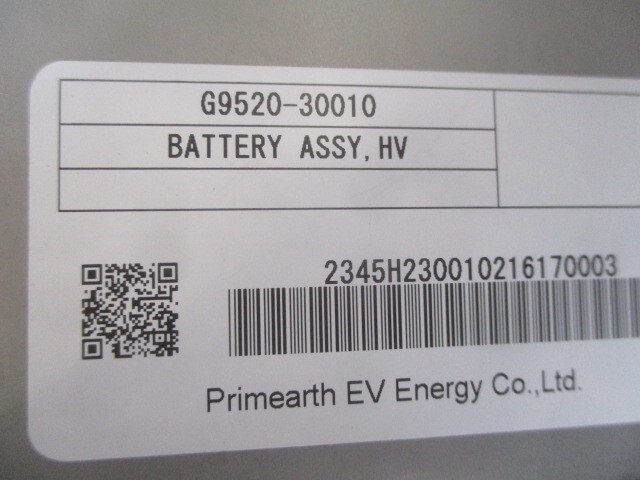 G9520-30010
BATTERY ASSY, HV
2345H230010216170003
Primearth EV Energy Co.,Ltd.